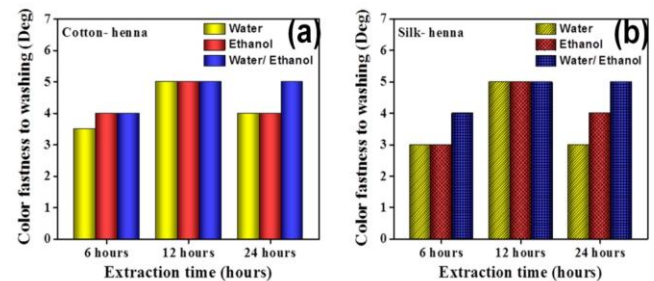 Cotton- henna
(a)
Water
Ethanol
Water/ Ethanol
Color fastness to washing (Deg)
7
6
5
4
3
2
1
0
6 hours 12 hours 24 hours
Extraction time (hours)
Silk- henna
(b)
Water
Ethanol
Water/ Ethanol
Color fastness to washing (Deg)
7
6
5
4
3
2
1
0
6 hours 12 hours 24 hours
Extraction time (hours)